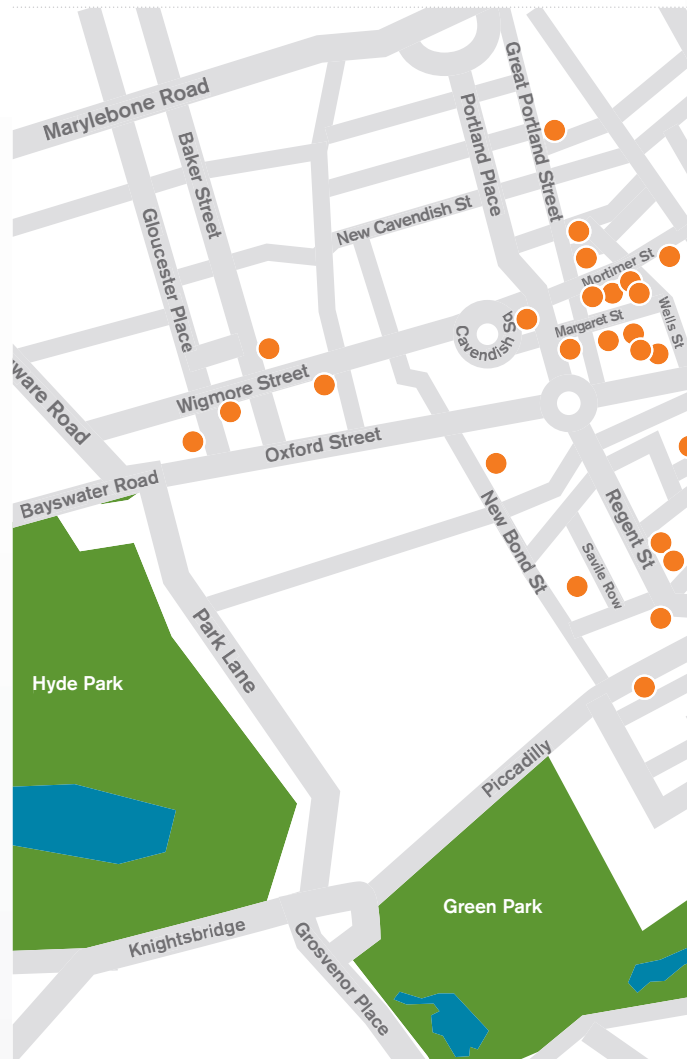 Marylebone Road
Great Portland Street
Portland Place
Baker Street
Gloucester Place
New Cavendish St
Mortimer St
Wells St
Margaret St
Cavendish Sq
ware Road
Wigmore Street
Oxford Street
Bayswater Road
New Bond St
Regent St
Savile Row
Park Lane
Hyde Park
Piccadilly
Green Park
Knightsbridge
Grosvenor Place